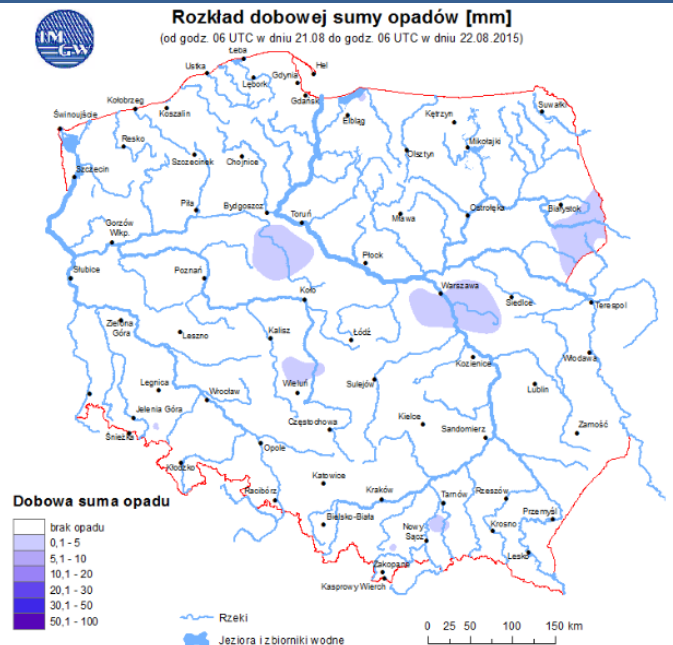 Rozkład dobowej sumy opadów [mm]
(od godz. 06 UTC w dniu 21.08 do godz. 06 UTC w dniu 22.08.2015)
IM
GW
Łeba
Ustka
Hel
Lębork
Gdynia
Gdańsk
Kołobrzeg
Koszalin
Świnoujście
Elbląg
Kętrzyn
Suwałki
Resko
Mikołajki
Szczecinek
Chojnice
Olsztyn
Szczecin
Piła
Bydgoszcz
Toruń
Mława
Ostrołęka
Białystok
Gorzów
Wlkp.
Płock
Słubice
Poznań
Koło
Warszawa
Siedlce
Terespol
Zielona
Góra
Leszno
Kalisz
Łódź
Kozienice
Włodawa
Legnica
Wieluń
Sulejów
Lublin
Wrocław
Jelenia Góra
Częstochowa
Kielce
Sandomierz
Zamość
Śnieżka
Opole
Kłodzko
Racibórz
Katowice
Kraków
Tarnów
Rzeszów
Bielsko-Biała
Nowy
Sącz
Krosno
Przemyśl
Lesko
Zakopane
Kasprowy Wierch
Dobowa suma opadu
brak opadu
0,1 - 5
5,1 - 10
10,1 - 20
20,1 - 30
30,1 - 50
50,1 - 100
Rzeki
Jeziora i zbiorniki wodne
0 25 50 100 150 km